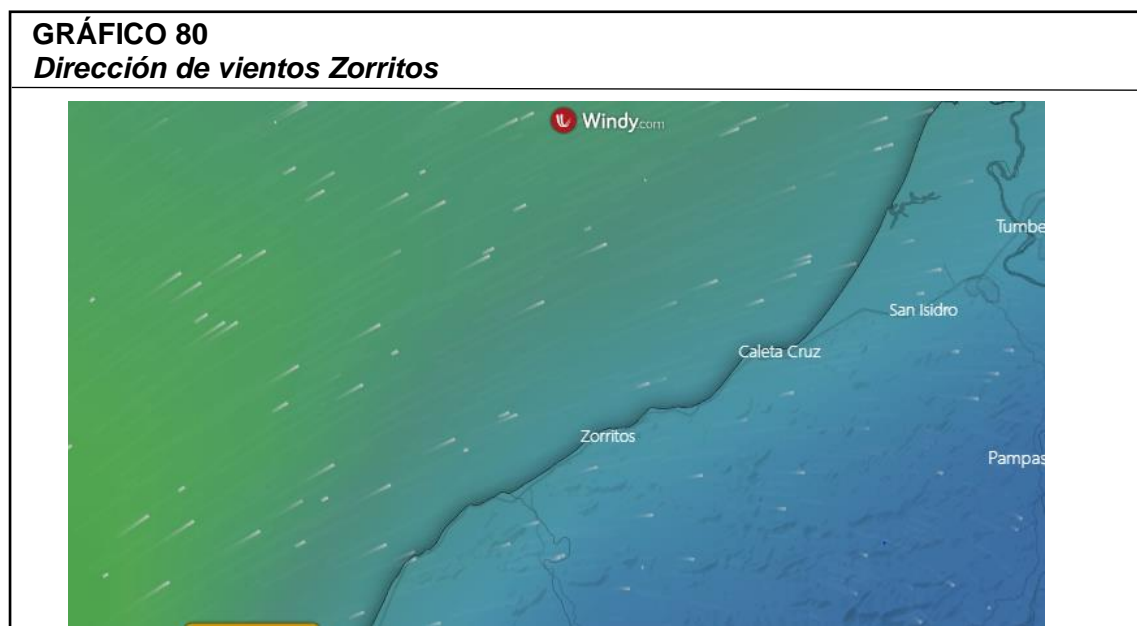 GRÁFICO 80
Dirección de vientos Zorritos
Windy.com
Tumbe
San Isidro
Caleta Cruz
Zorritos
Pampas